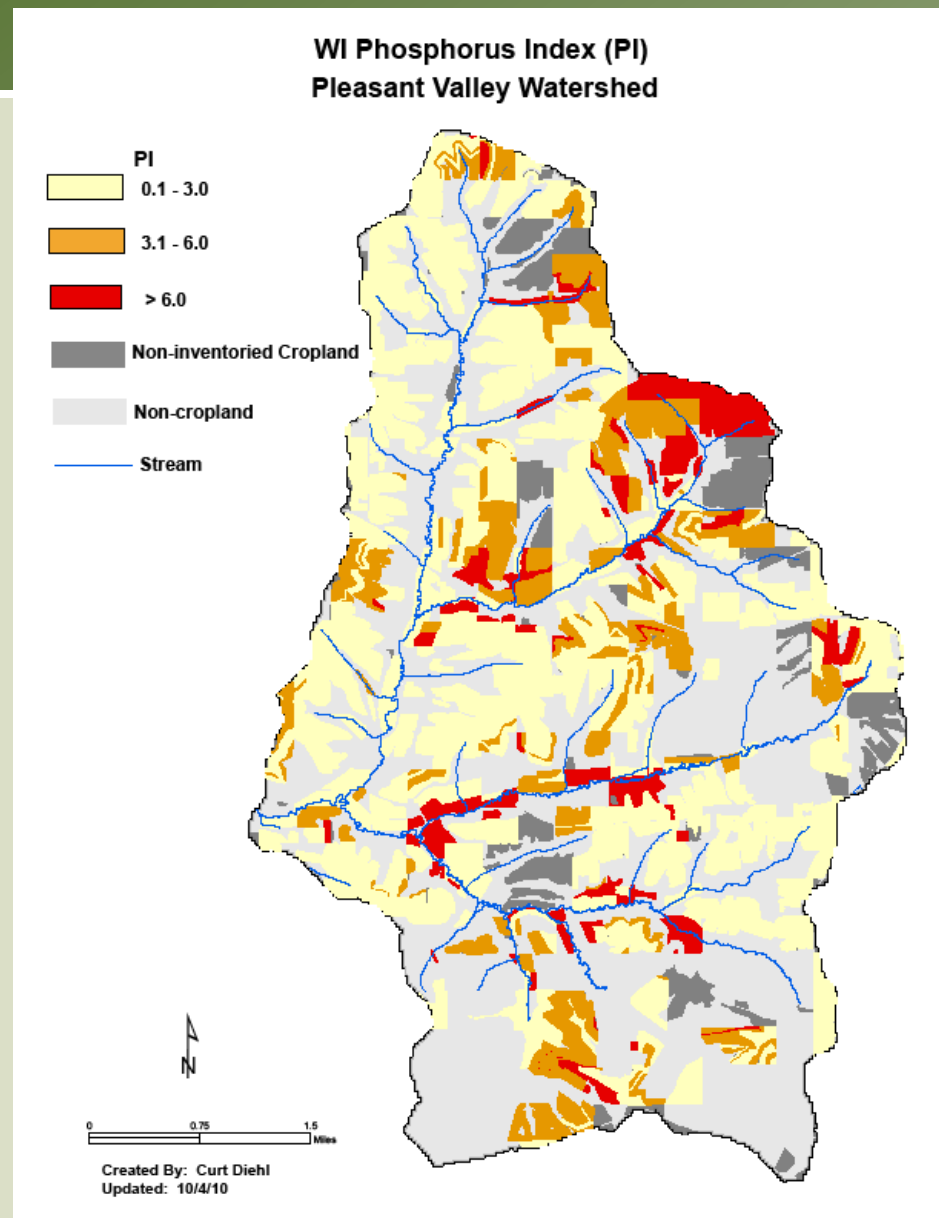 WI Phosphorus Index (PI)
Pleasant Valley Watershed
PI
0.1 - 3.0
3.1 - 6.0
> 6.0
Non-inventoried Cropland
Non-cropland
Stream
N
0 0.75 1.5
Miles
Created By: Curt Diehl
Updated: 10/4/10